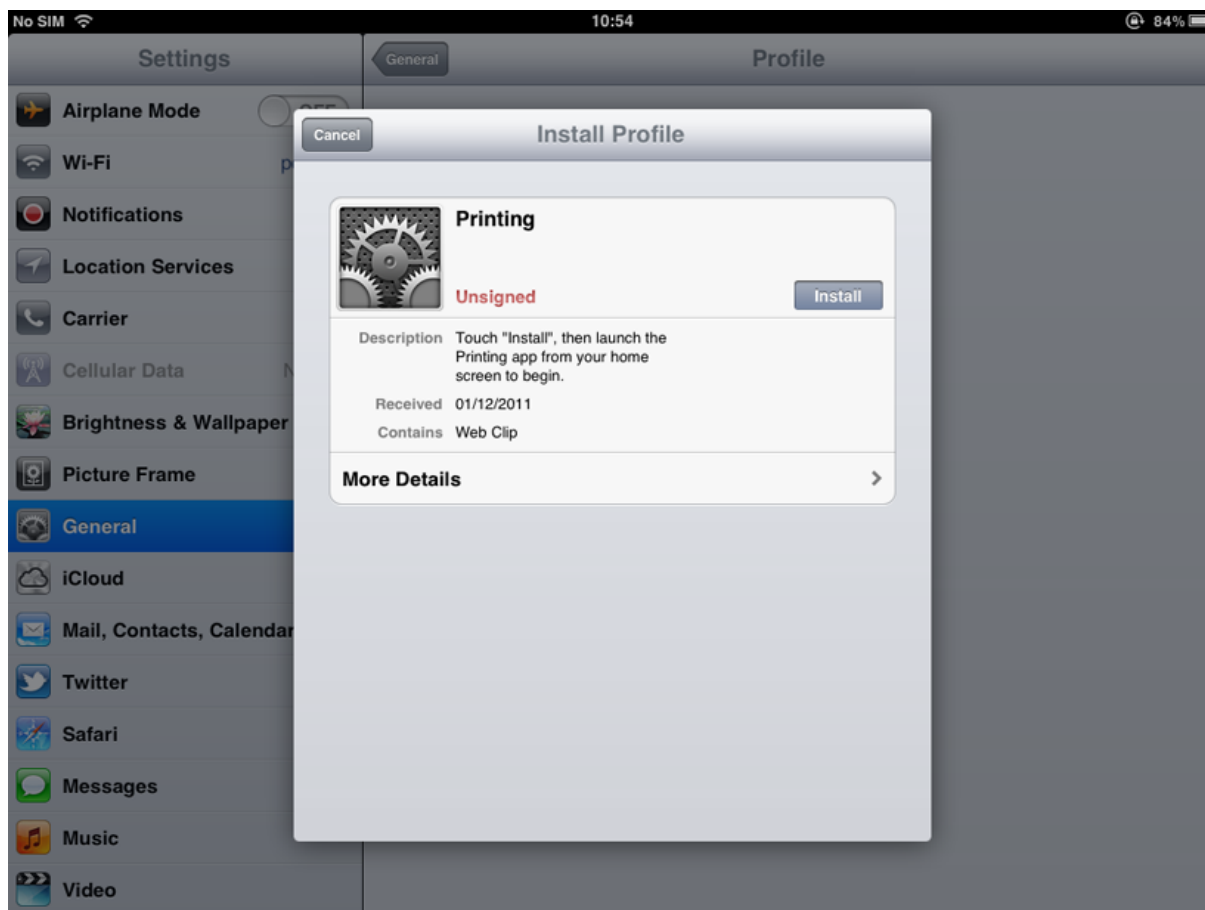 No SIM 10:54 84%
Settings General Profile
Airplane Mode
Wi-Fi
Notifications
Location Services
Carrier
Cellular Data
Brightness & Wallpaper
Picture Frame
General
iCloud
Mail, Contacts, Calendar
Twitter
Safari
Messages
Music
Video
Cancel Install Profile
Printing
Unsigned Install
Description Touch "Install", then launch the
Printing app from your home
screen to begin.
Received 01/12/2011
Contains Web Clip
More Details